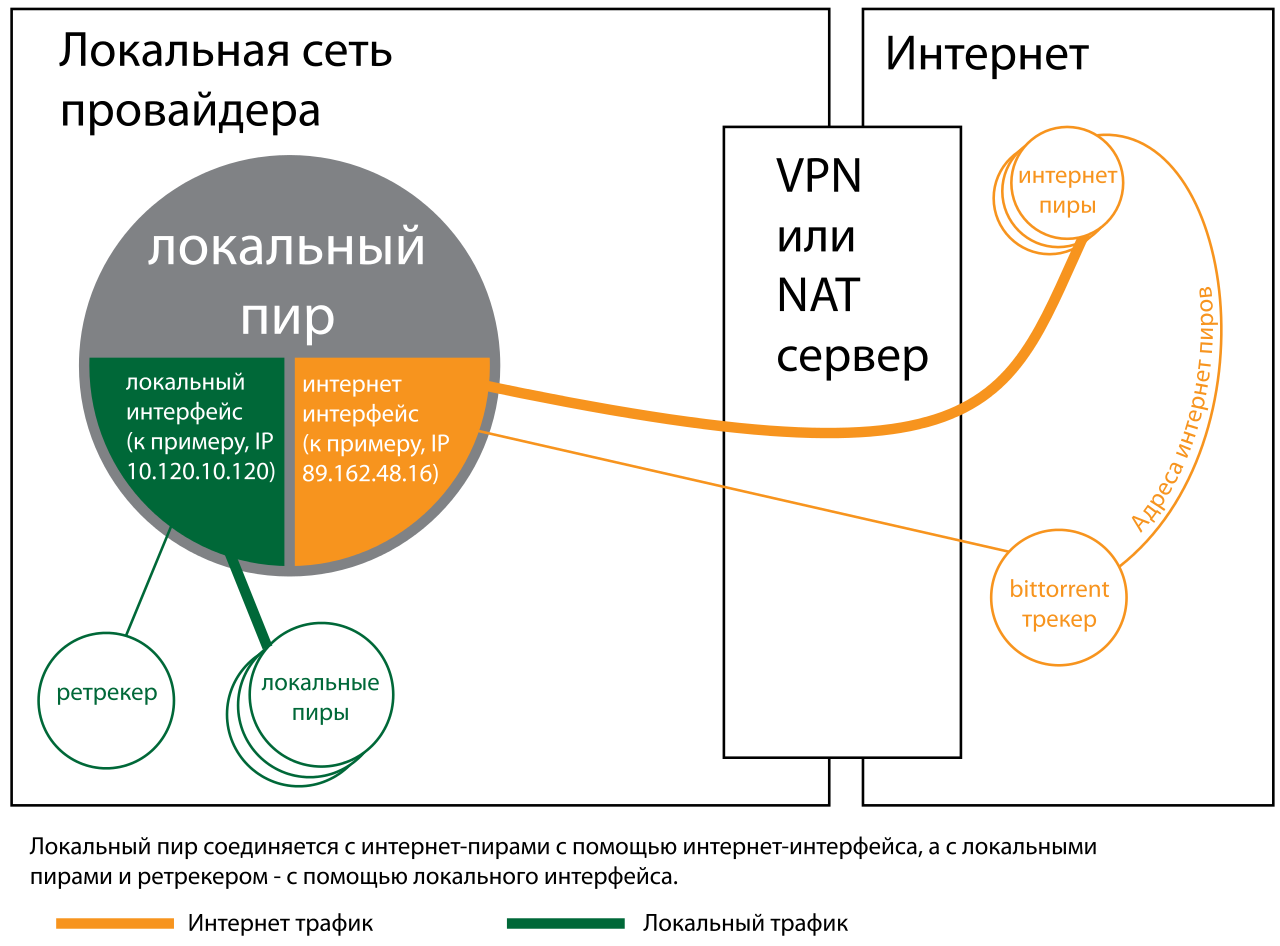 Локальная сеть
провайдера
Интернет
VPN
или
NAT
сервер
интернет
пиры
локальный
пир
локальный
интерфейс
(к примеру, IP
10.120.10.120)
интернет
интерфейс
(к примеру, IP
89.162.48.16)
Адреса интернет пиров
bittorrent
трекер
ретрекер
локальные
пиры
Локальный пир соединяется с интернет-пирами с помощью интернет-интерфейса, а с локальными
пирами и ретрекером - с помощью локального интерфейса.
Интернет трафик
Локальный трафик